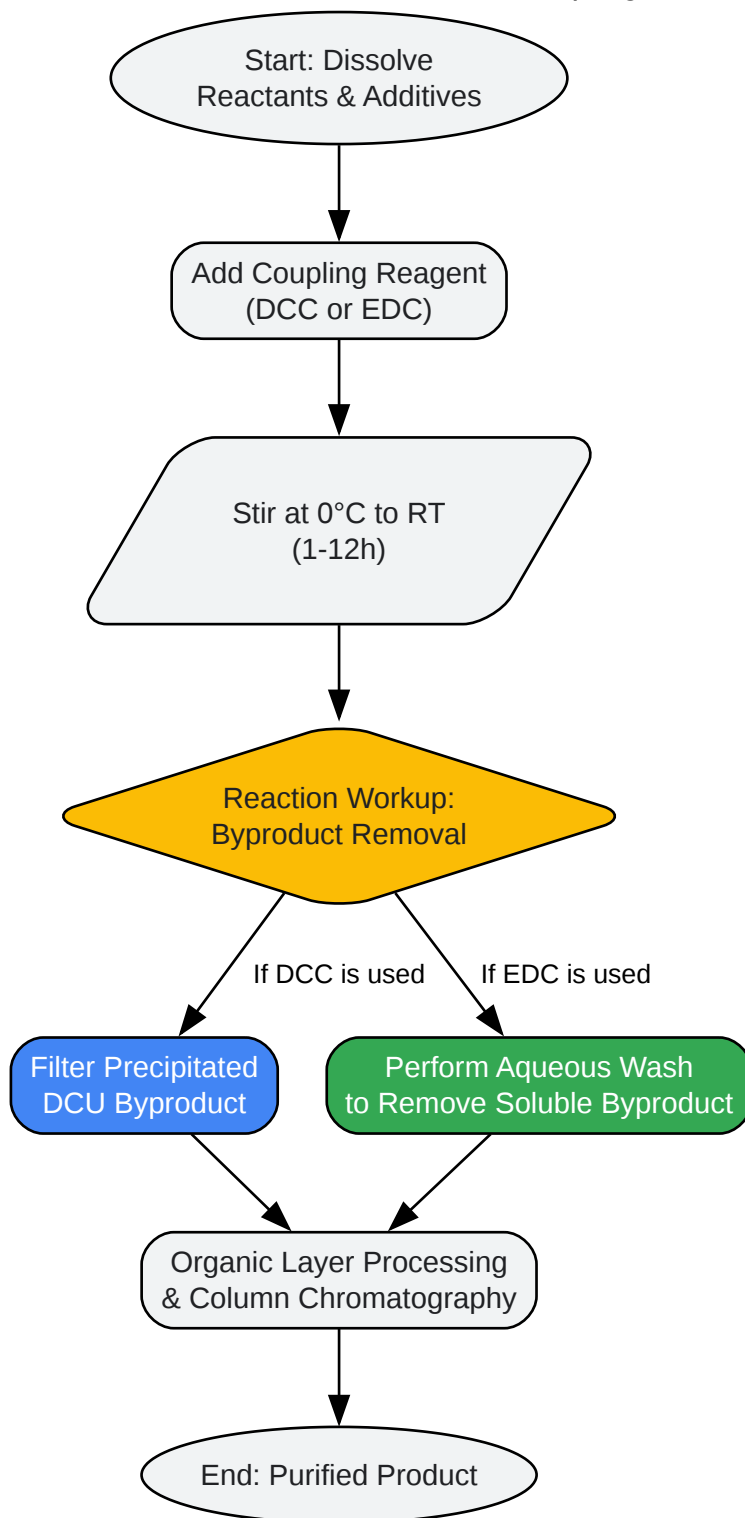 Start: Dissolve
Reactants & Additives
Add Coupling Reagent
(DCC or EDC)
Stir at 0°C to RT
(1-12h)
Reaction Workup:
Byproduct Removal
If DCC is used
If EDC is used
Filter Precipitated
DCU Byproduct
Perform Aqueous Wash
to Remove Soluble Byproduct
Organic Layer Processing
& Column Chromatography
End: Purified Product